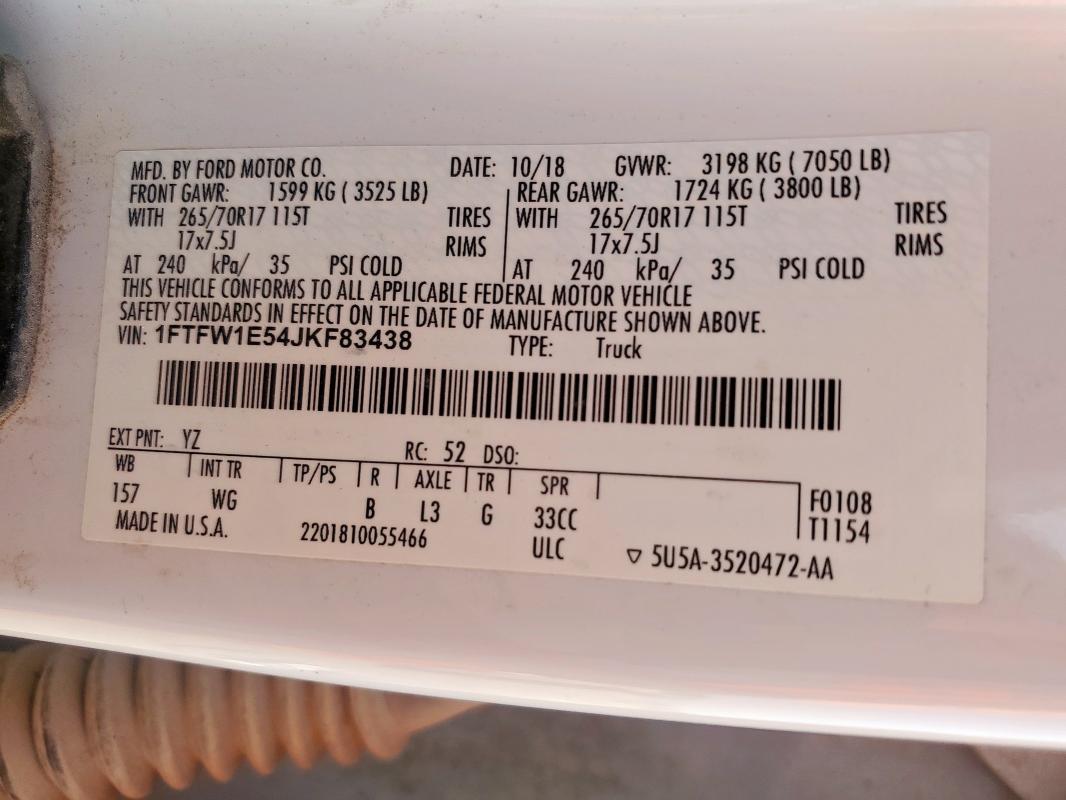 MFD. BY FORD MOTOR CO. DATE: 10/18 GVWR: 3198 KG ( 7050 LB)
FRONT GAWR: 1599 KG ( 3525 LB) REAR GAWR: 1724 KG ( 3800 LB)
WITH 265/70R17 115T TIRES WITH 265/70R17 115T TIRES
17x7.5J RIMS 17x7.5J RIMS
AT 240 kPa/ 35 PSI COLD AT 240 kPa/ 35 PSI COLD
THIS VEHICLE CONFORMS TO ALL APPLICABLE FEDERAL MOTOR VEHICLE
SAFETY STANDARDS IN EFFECT ON THE DATE OF MANUFACTURE SHOWN ABOVE.
VIN: 1FTFW1E54JKF83438 TYPE: Truck
EXT PNT: YZ RC: 52 DSO:
WB INT TR TP/PS R AXLE TR SPR F0108
157 WG B L3 G 33CC T1154
MADE IN U.S.A. 2201810055466 ULC ▽ 5U5A-3520472-AA